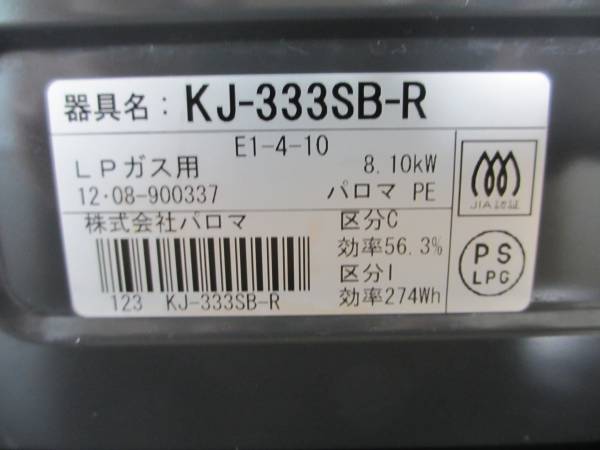 器具名：KJ-333SB-R
E1-4-10
LPガス用 8.10kW
12・08-900337 パロマ PE
株式会社パロマ 区分C
効率56.3%
区分I
123 KJ-333SB-R 効率274Wh
JIA認証
PS
LPG